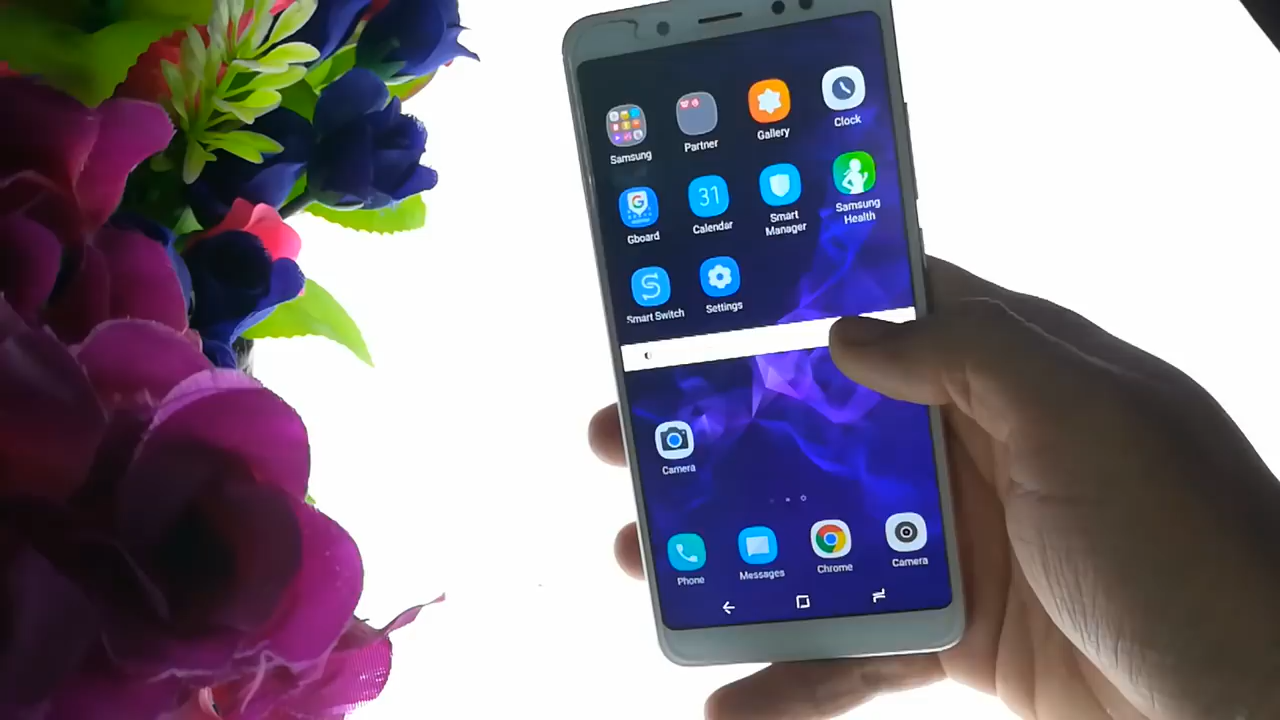 Samsung
Partner
Gallery
Clock
Gboard
31
Calendar
Smart
Manager
Samsung
Health
Smart Switch
Settings
Camera
Phone
Messages
Chrome
Camera